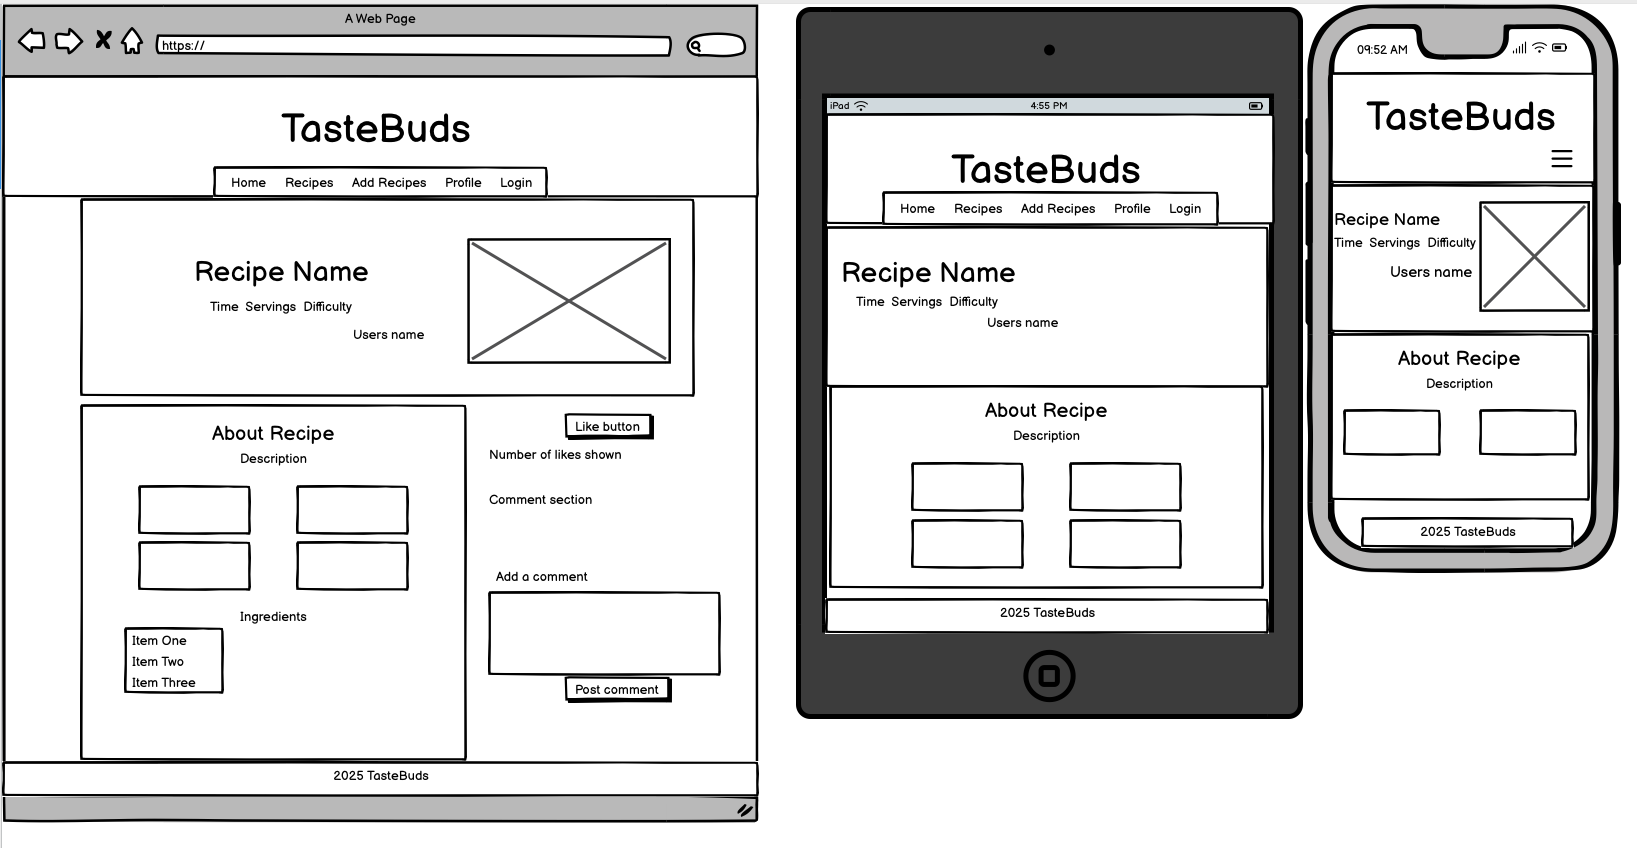 A Web Page
https://
TasteBuds
Home Recipes Add Recipes Profile Login
Recipe Name
Time Servings Difficulty
Users name
About Recipe
Description
Ingredients
Item One
Item Two
Item Three
Like button
Number of likes shown
Comment section
Add a comment
Post comment
2025 TasteBuds
iPad 4:55 PM
TasteBuds
Home Recipes Add Recipes Profile Login
Recipe Name
Time Servings Difficulty
Users name
About Recipe
Description
2025 TasteBuds
09:52 AM
TasteBuds
Recipe Name
Time Servings Difficulty
Users name
About Recipe
Description
2025 TasteBuds